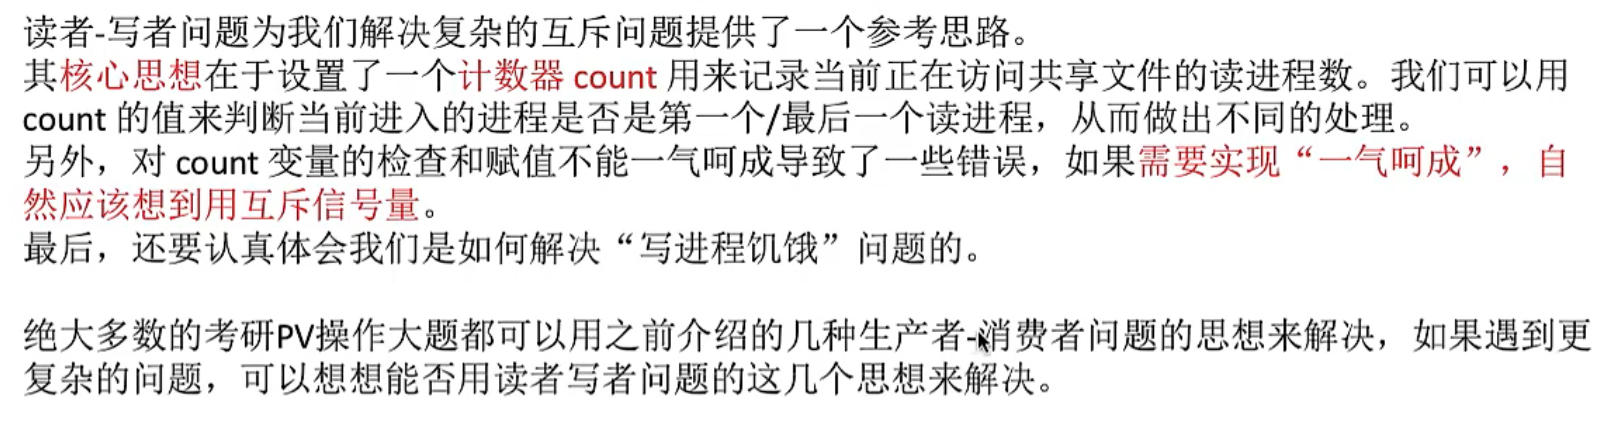 读者-写者问题为我们解决复杂的互斥问题提供了一个参考思路。
其核心思想在于设置了一个计数器 count 用来记录当前正在访问共享文件的读进程数。我们可以用
count 的值来判断当前进入的进程是否是第一个/最后一个读进程，从而做出不同的处理。
另外，对 count 变量的检查和赋值不能一气呵成导致了一些错误，如果需要实现“一气呵成”，自
然应该想到用互斥信号量。
最后，还要认真体会我们是如何解决“写进程饥饿”问题的。
绝大多数的考研PV操作大题都可以用之前介绍的几种生产者-消费者问题的思想来解决，如果遇到更
复杂的问题，可以想想能否用读者写者问题的这几个思想来解决。